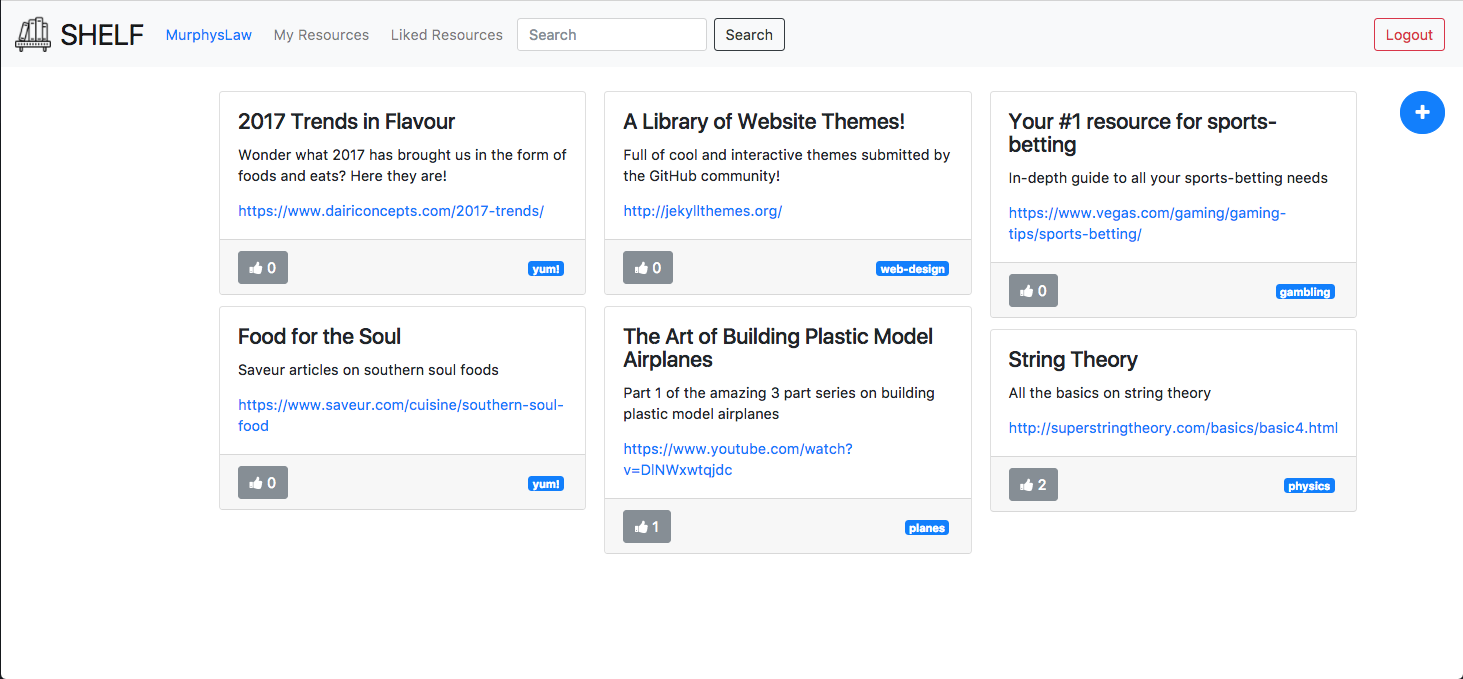 SHELF MurphysLaw My Resources Liked Resources Search Search Logout
2017 Trends in Flavour
Wonder what 2017 has brought us in the form of
foods and eats? Here they are!
https://www.dairiconcepts.com/2017-trends/
0 yum!
A Library of Website Themes!
Full of cool and interactive themes submitted by
the GitHub community!
http://jekyllthemes.org/
0 web-design
Your #1 resource for sports-
betting
In-depth guide to all your sports-betting needs
https://www.vegas.com/gaming/gaming-
tips/sports-betting/
0 gambling
+
Food for the Soul
Saveur articles on southern soul foods
https://www.saveur.com/cuisine/southern-soul-
food
0 yum!
The Art of Building Plastic Model
Airplanes
Part 1 of the amazing 3 part series on building
plastic model airplanes
https://www.youtube.com/watch?
v=DlNWxwtqjdc
1 planes
String Theory
All the basics on string theory
http://superstringtheory.com/basics/basic4.html
2 physics